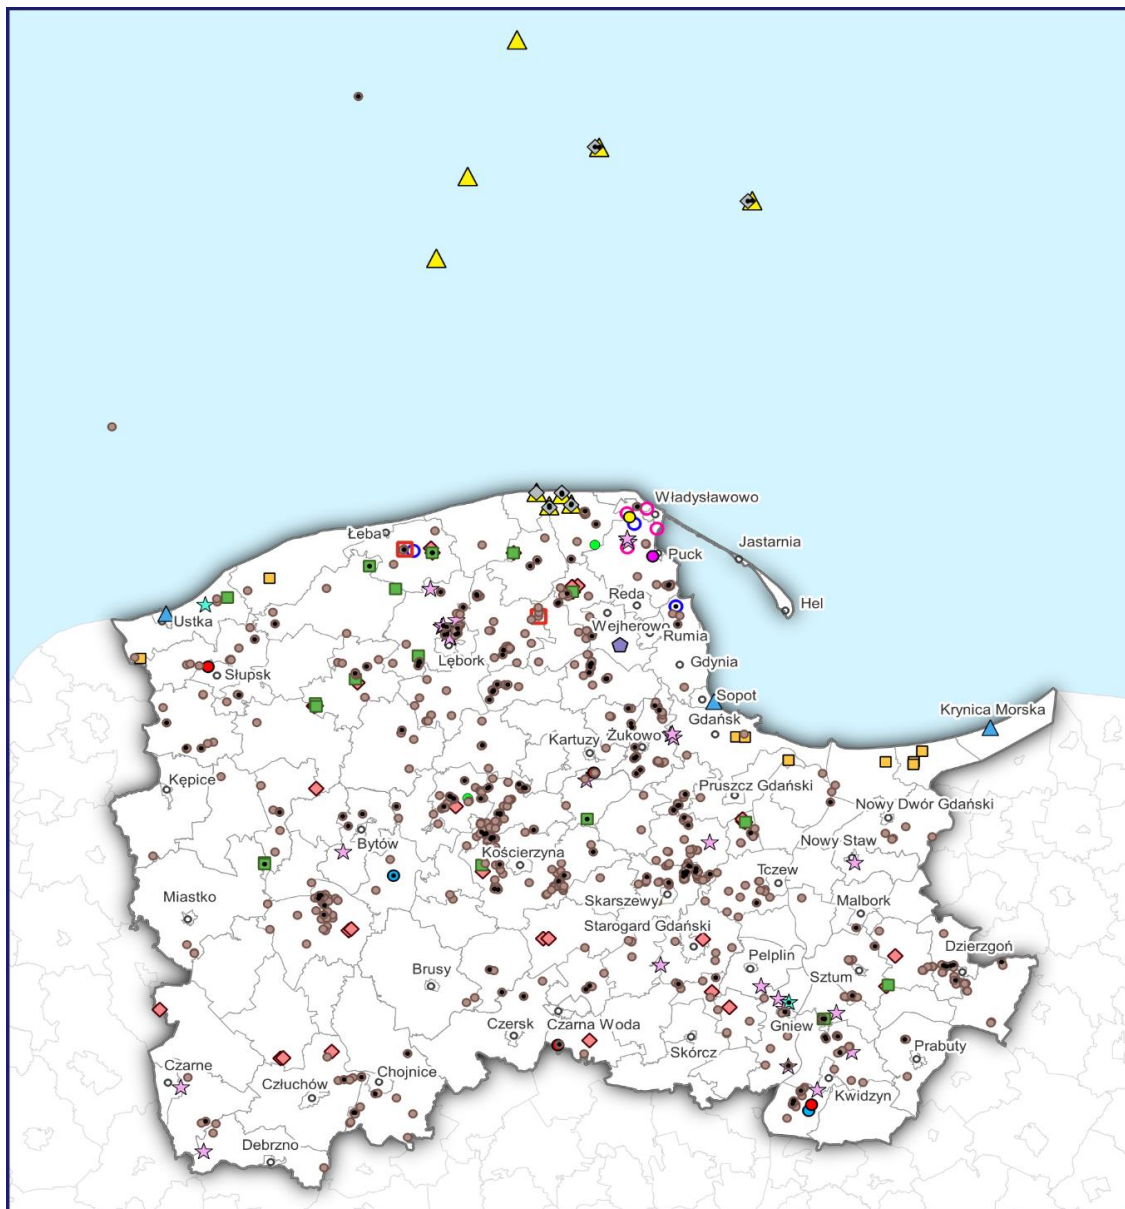 Władysławowo
Łeba
Jastarnia
Puck
Hel
Reda
Ustka
Wejherowo
Rumia
Lębork
Gdynia
Słupsk
Sopot
Krynica Morska
Gdańsk
Żukowo
Kartuzy
Kępice
Pruszcz Gdański
Nowy Dwór Gdański
Bytów
Nowy Staw
Kościerzyna
Tczew
Miastko
Skarszewy
Malbork
Starogard Gdański
Dzierzgoń
Pelplin
Brusy
Sztum
Czersk
Czarna Woda
Gniew
Skórcz
Prabuty
Czarne
Chojnice
Człuchów
Kwidzyn
Debrzno